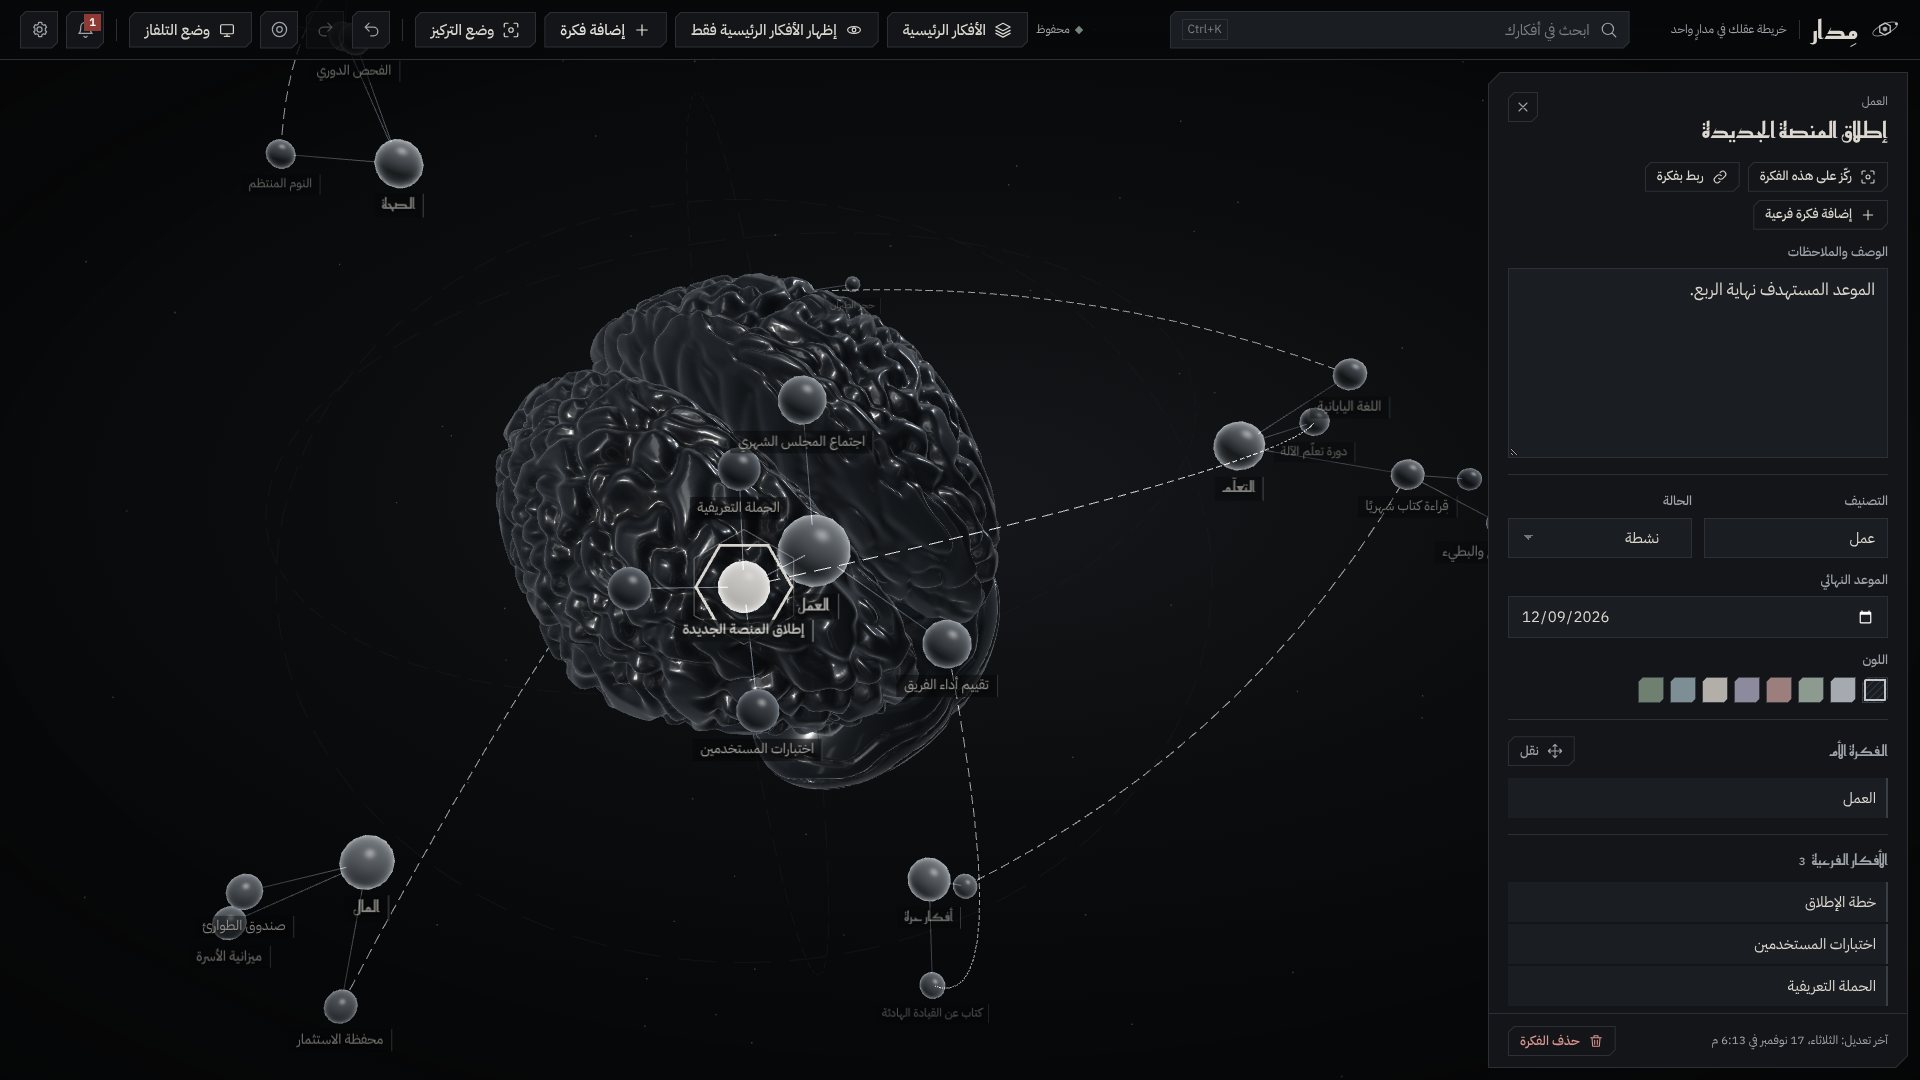 مدار
خريطة عقلك في مدار واحد
ابحث في أفكارك
Ctrl+K
محفوظ
الأفكار الرئيسية
إظهار الأفكار الرئيسية فقط
إضافة فكرة
وضع التركيز
وضع التلفاز
1
العمل
إطلاق المنصة الجديدة
ركّز على هذه الفكرة
ربط بفكرة
إضافة فكرة فرعية
الوصف والملاحظات
الموعد المستهدف نهاية الربع.
التصنيف
الحالة
عمل
نشطة
الموعد النهائي
12/09/2026
اللون
الفكرة الأم
نقل
العمل
الأفكار الفرعية 3
خطة الإطلاق
اختبارات المستخدمين
الحملة التعريفية
آخر تعديل: الثلاثاء، 17 نوفمبر في 6:13 م
حذف الفكرة
الفحص الدوري
النوم المنتظم
الصحة
اجتماع المجلس الشهري
الحملة التعريفية
العمل
إطلاق المنصة الجديدة
تقييم أداء الفريق
اختبارات المستخدمين
اللغة اليابانية
دورة تعلّم الآلة
التعلّم
قراءة كتاب شهريًا
والبطيء
المال
صندوق الطوارئ
ميزانية الأسرة
محفظة الاستثمار
أفكار حرة
كتاب عن القيادة الهادئة